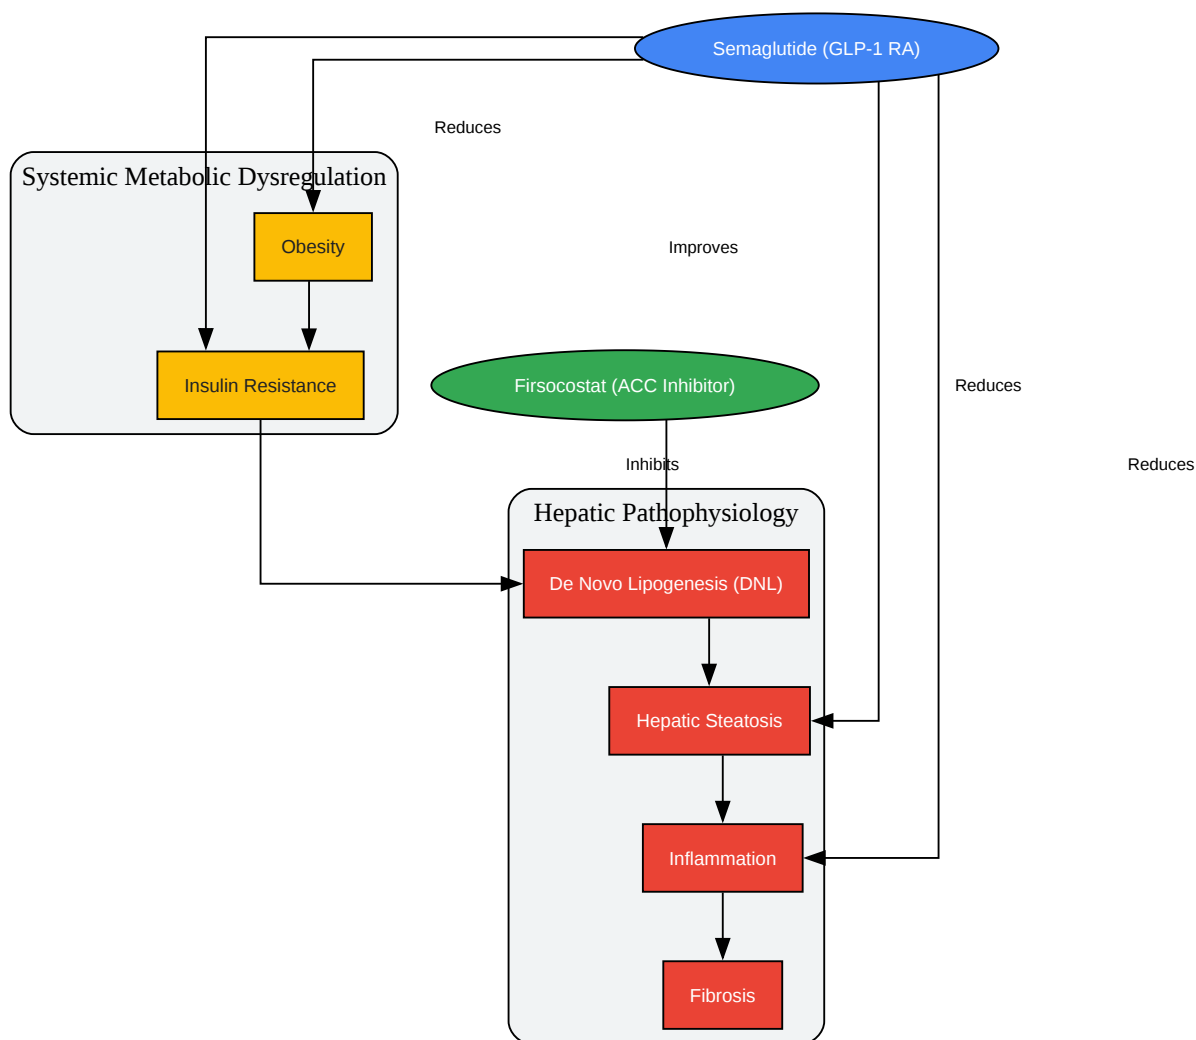 Semaglutide (GLP-1 RA)
Reduces
Systemic Metabolic Dysregulation
Obesity
Improves
Insulin Resistance
Firsocostat (ACC Inhibitor)
Reduces
Inhibits
Reduces
Hepatic Pathophysiology
De Novo Lipogenesis (DNL)
Hepatic Steatosis
Inflammation
Fibrosis